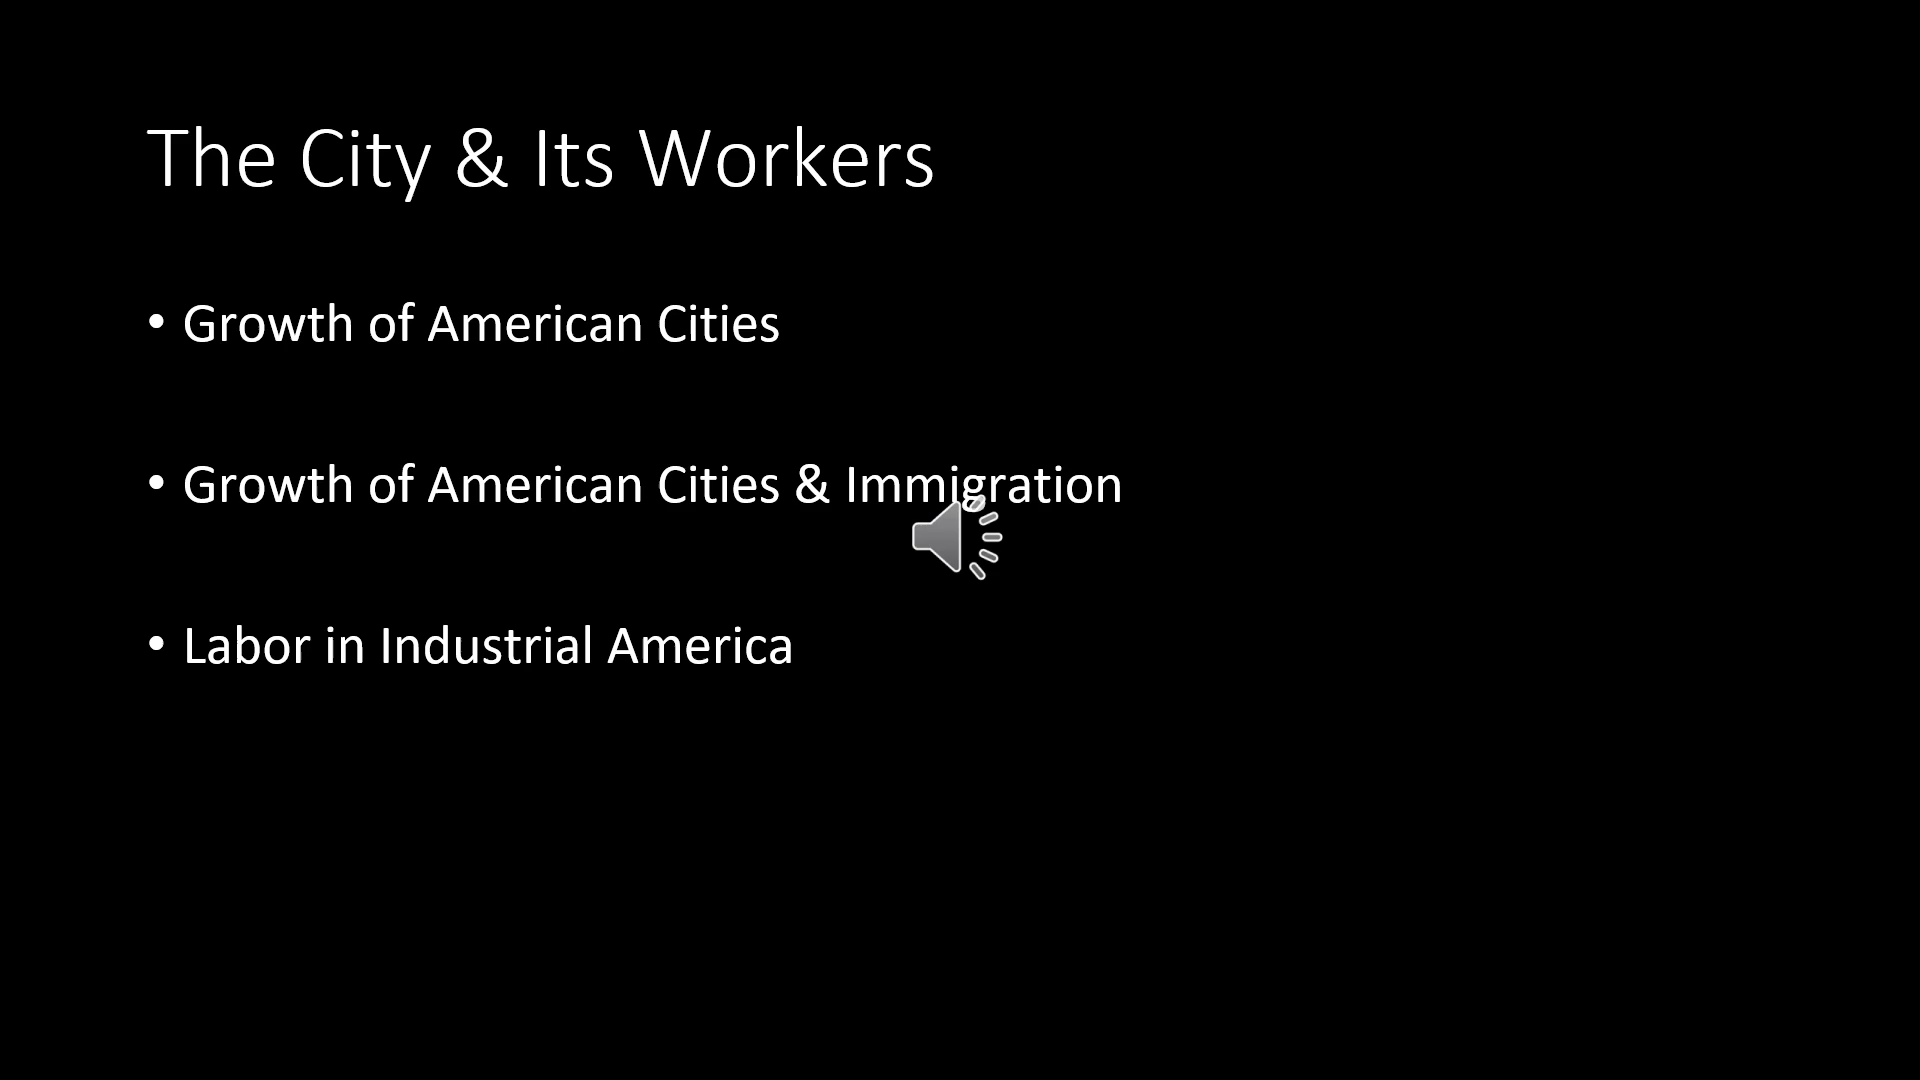 The City & Its Workers
• Growth of American Cities
• Growth of American Cities & Immigration
• Labor in Industrial America